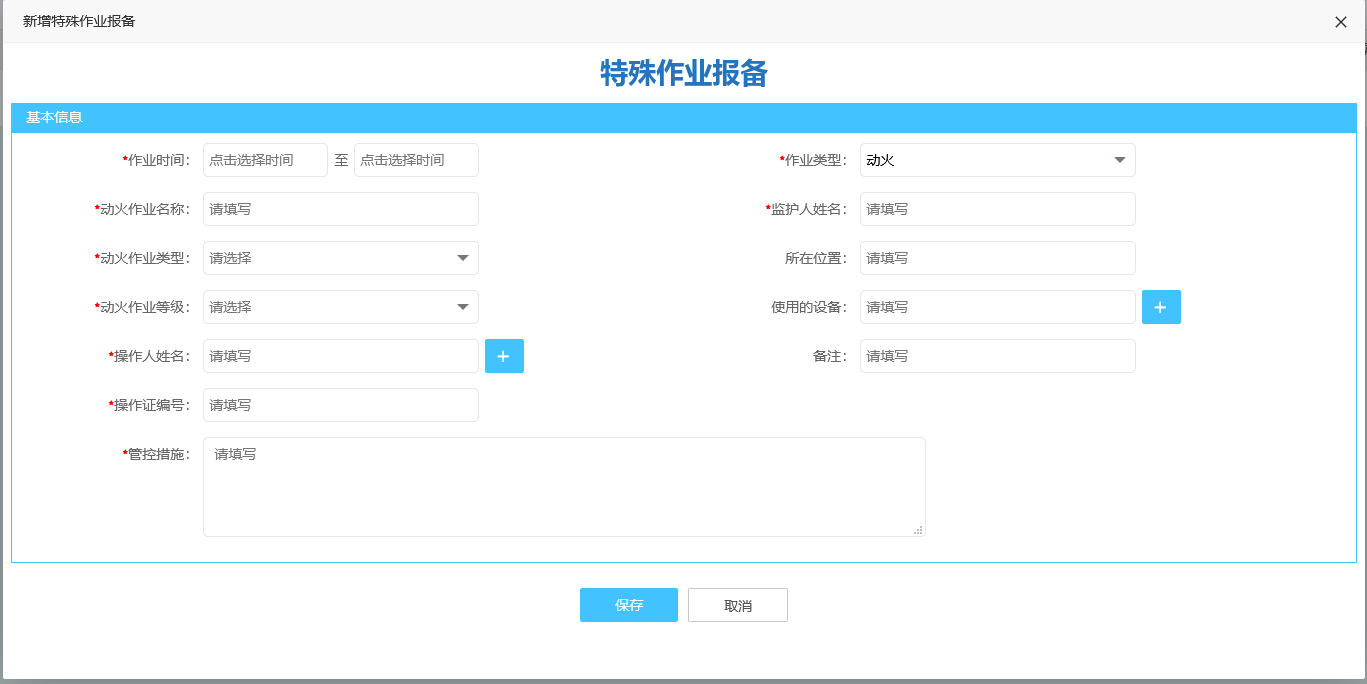 新增特殊作业报备
特殊作业报备
基本信息
*作业时间： 点击选择时间 至 点击选择时间 *作业类型： 动火
*动火作业名称： 请填写 *监护人姓名： 请填写
*动火作业类型： 请选择 所在位置： 请填写
*动火作业等级： 请选择 使用的设备： 请填写 +
*操作人姓名： 请填写 + 备注： 请填写
*操作证编号： 请填写
*管控措施： 请填写
保存 取消